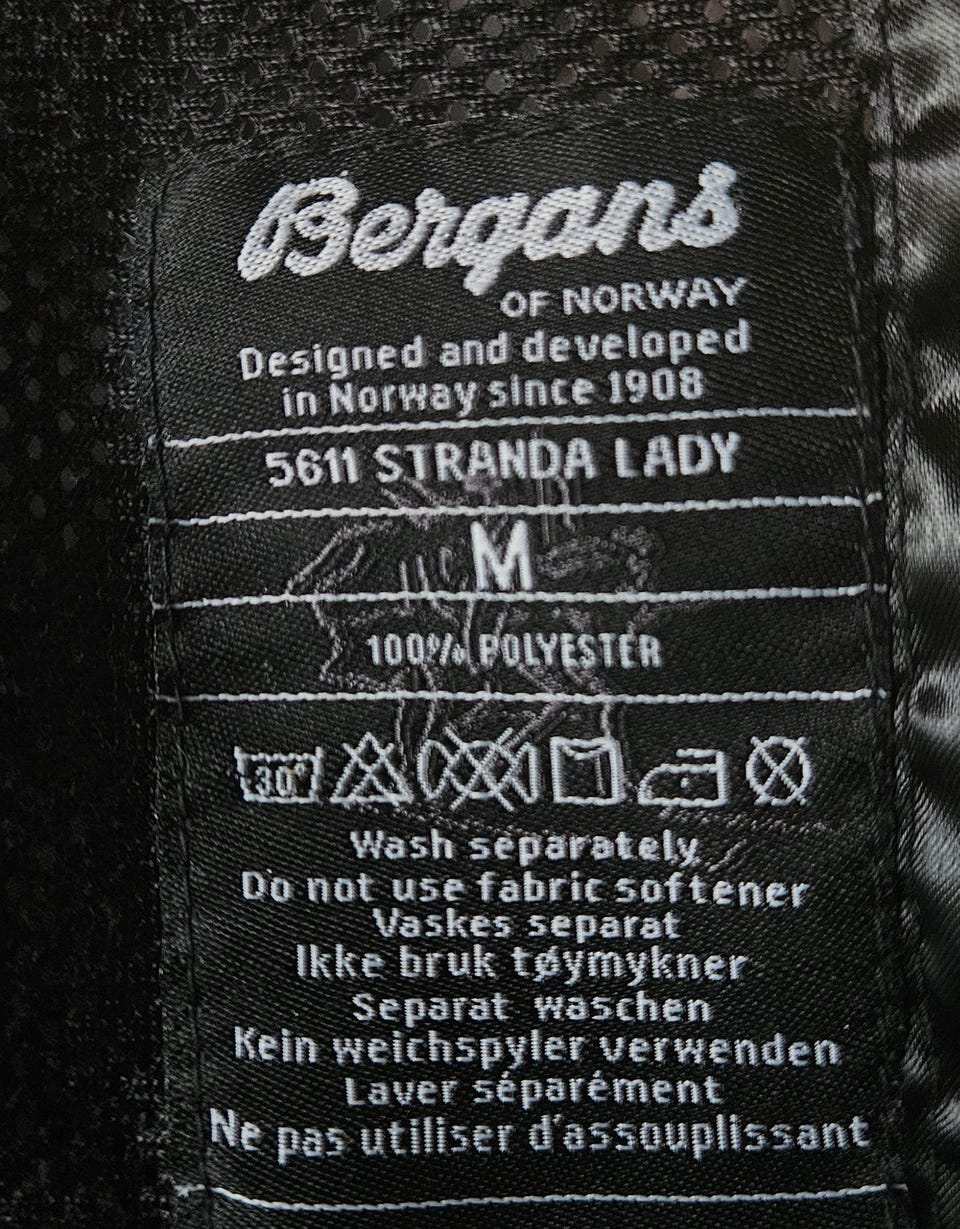 Bergans
OF NORWAY
Designed and developed
in Norway since 1908
5611 STRANDA LADY
M
100% POLYESTER
30°
Wash separately
Do not use fabric softener
Vaskes separat
Ikke bruk tøymykner
Separat waschen
Kein weichspyler verwenden
Laver séparément
Ne pas utiliser d'assouplissant